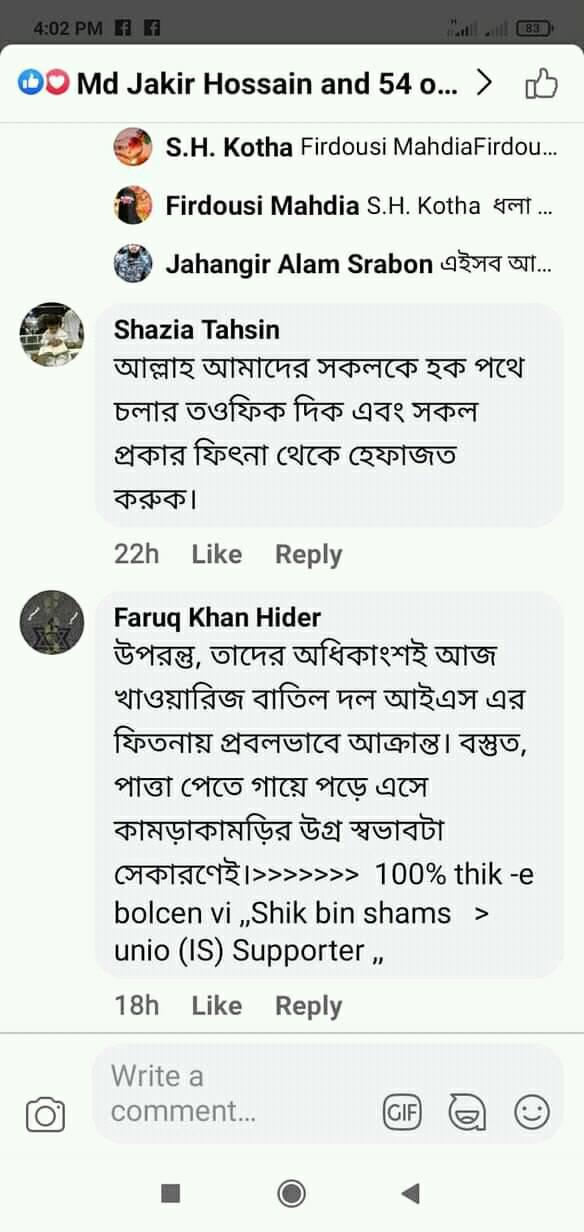 4:02 PM
83
Md Jakir Hossain and 54 o...
S.H. Kotha Firdousi MahdiaFirdou...
Firdousi Mahdia S.H. Kotha ধলা ...
Jahangir Alam Srabon এইসব আ...
Shazia Tahsin
আল্লাহ আমাদের সকলকে হক পথে
চলার তওফিক দিক এবং সকল
প্রকার ফিৎনা থেকে হেফাজত
করুক।
22h Like Reply
Faruq Khan Hider
উপরন্তু, তাদের অধিকাংশই আজ
খাওয়ারিজ বাতিল দল আইএস এর
ফিতনায় প্রবলভাবে আক্রান্ত। বস্তুত,
পাত্তা পেতে গায়ে পড়ে এসে
কামড়াকামড়ির উগ্র স্বভাবটা
সেকারণেই।>>>>>>> 100% thik -e
bolcen vi ,,Shik bin shams >
unio (IS) Supporter ,,
18h Like Reply
Write a
comment...
GIF